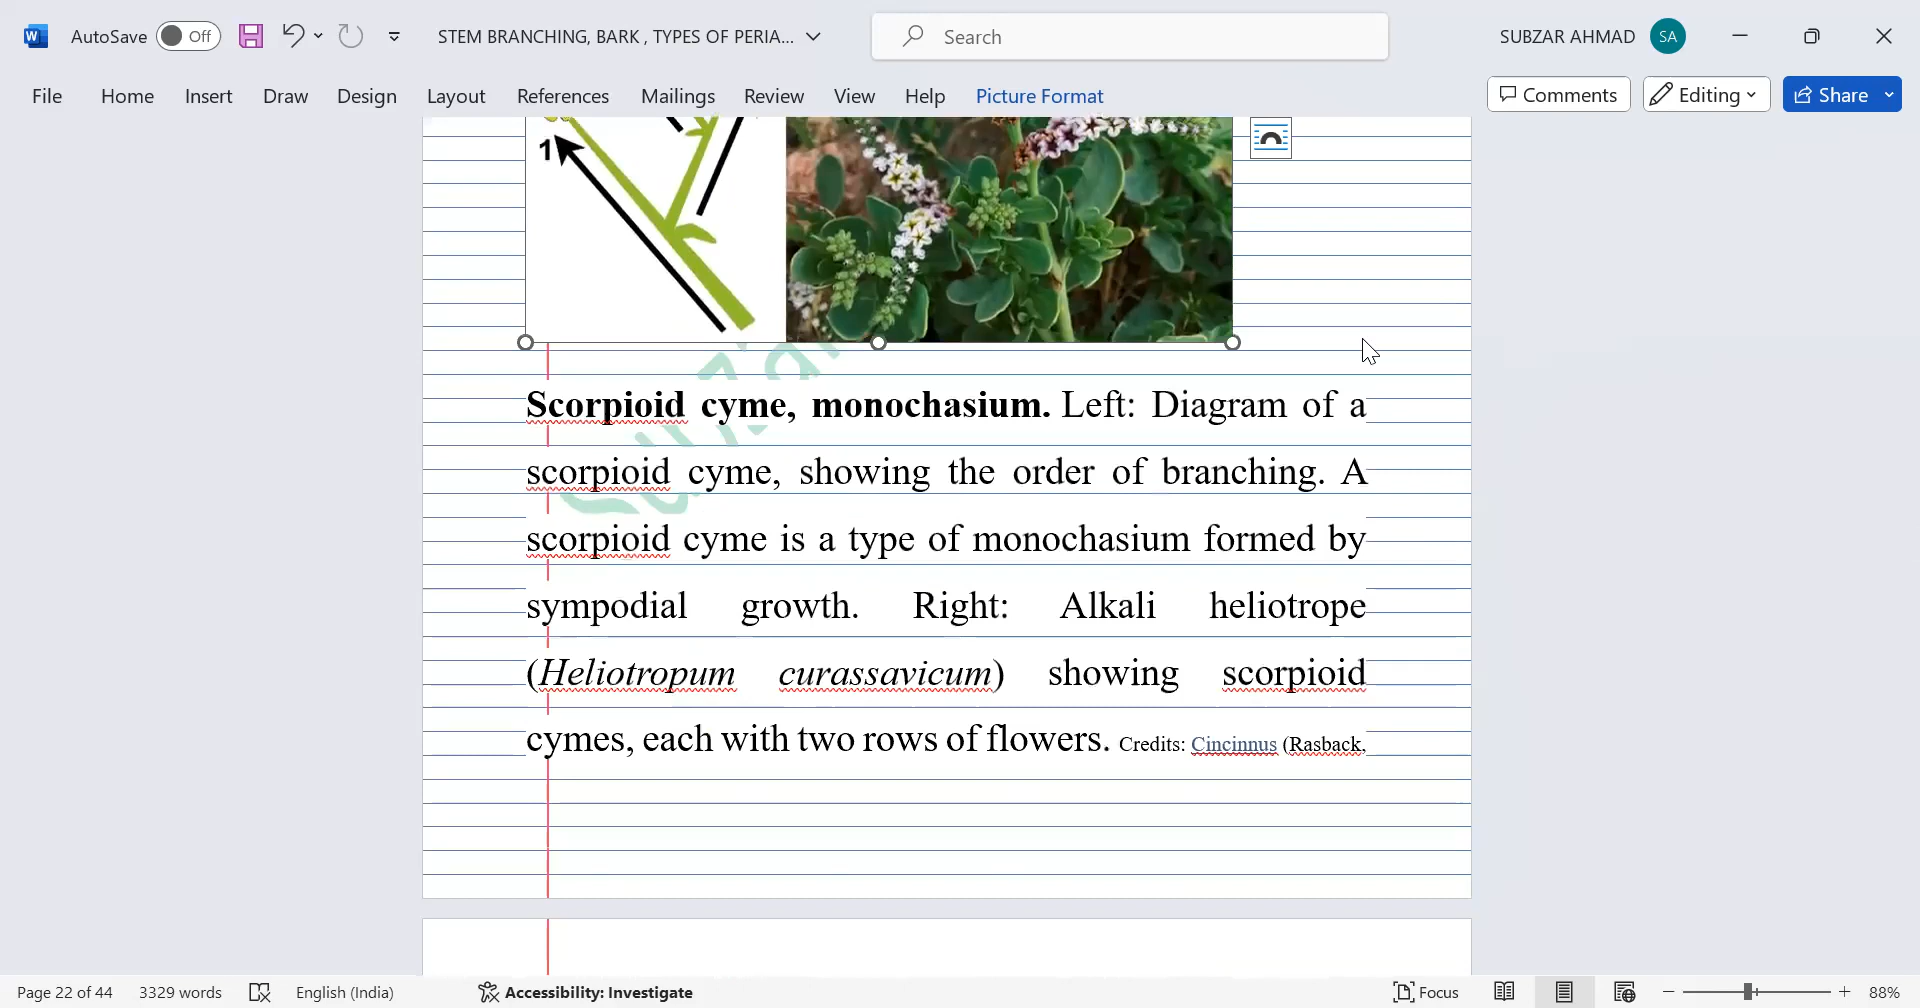 AutoSave Off STEM BRANCHING, BARK , TYPES OF PERIA... Search SUBZAR AHMAD SA
File Home Insert Draw Design Layout References Mailings Review View Help Picture Format Comments Editing Share
1
Scorpioid cyme, monochasium. Left: Diagram of a
scorpioid cyme, showing the order of branching. A
scorpioid cyme is a type of monochasium formed by
sympodial growth. Right: Alkali heliotrope
(Heliotropum curassavicum) showing scorpioid
cymes, each with two rows of flowers. Credits: Cincinnus (Rasback,
Page 22 of 44 3329 words English (India) Accessibility: Investigate Focus 88%